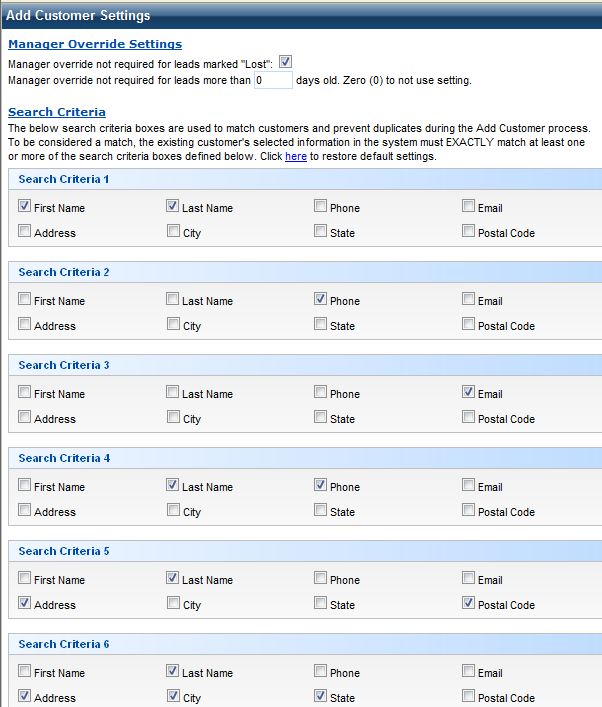 Add Customer Settings
Manager Override Settings
Manager override not required for leads marked "Lost":
Manager override not required for leads more than 0 days old. Zero (0) to not use setting.
Search Criteria
The below search criteria boxes are used to match customers and prevent duplicates during the Add Customer process.
To be considered a match, the existing customer's selected information in the system must EXACTLY match at least one
or more of the search criteria boxes defined below. Click here to restore default settings.
Search Criteria 1
First Name Last Name Phone Email
Address City State Postal Code
Search Criteria 2
First Name Last Name Phone Email
Address City State Postal Code
Search Criteria 3
First Name Last Name Phone Email
Address City State Postal Code
Search Criteria 4
First Name Last Name Phone Email
Address City State Postal Code
Search Criteria 5
First Name Last Name Phone Email
Address City State Postal Code
Search Criteria 6
First Name Last Name Phone Email
Address City State Postal Code